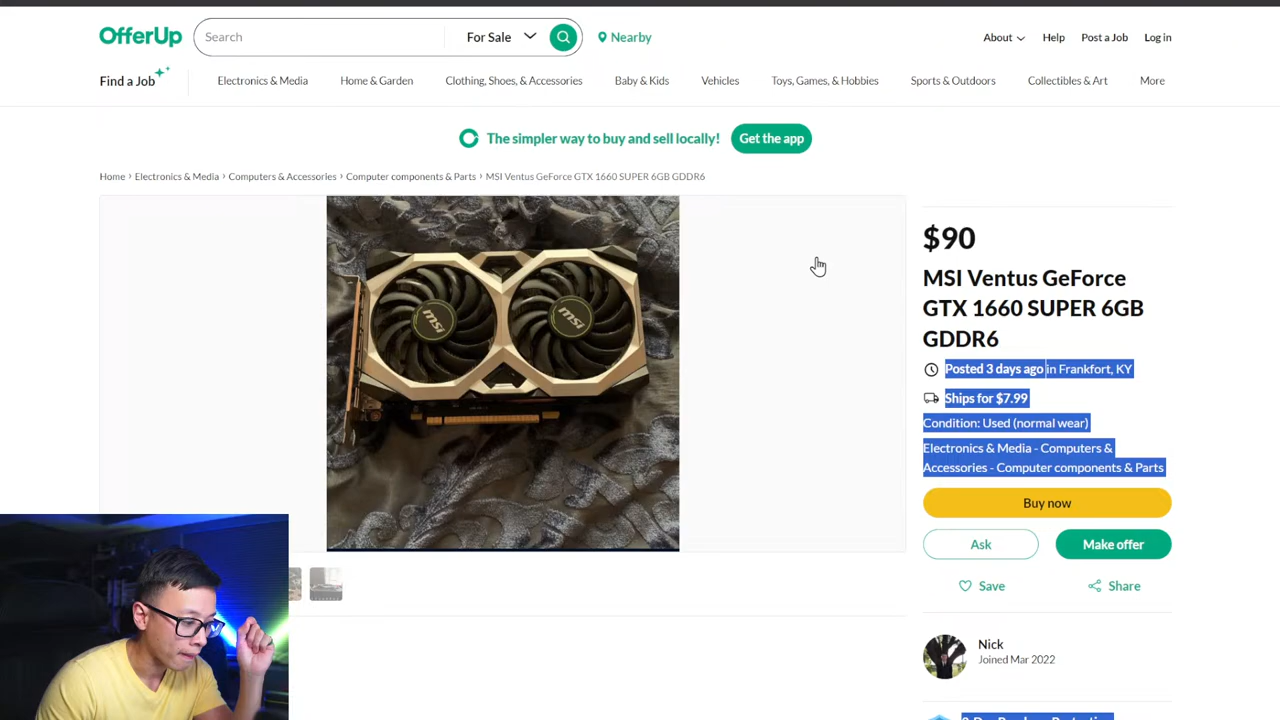 OfferUp
Search
For Sale
Nearby
About
Help
Post a Job
Log in
Find a Job
Electronics & Media
Home & Garden
Clothing, Shoes, & Accessories
Baby & Kids
Vehicles
Toys, Games, & Hobbies
Sports & Outdoors
Collectibles & Art
More
The simpler way to buy and sell locally!
Get the app
Home › Electronics & Media › Computers & Accessories › Computer components & Parts › MSI Ventus GeForce GTX 1660 SUPER 6GB GDDR6
msi
msi
$90
MSI Ventus GeForce
GTX 1660 SUPER 6GB
GDDR6
Posted 3 days ago in Frankfort, KY
Ships for $7.99
Condition: Used (normal wear)
Electronics & Media - Computers &
Accessories - Computer components & Parts
Buy now
Ask
Make offer
Save
Share
Nick
Joined Mar 2022